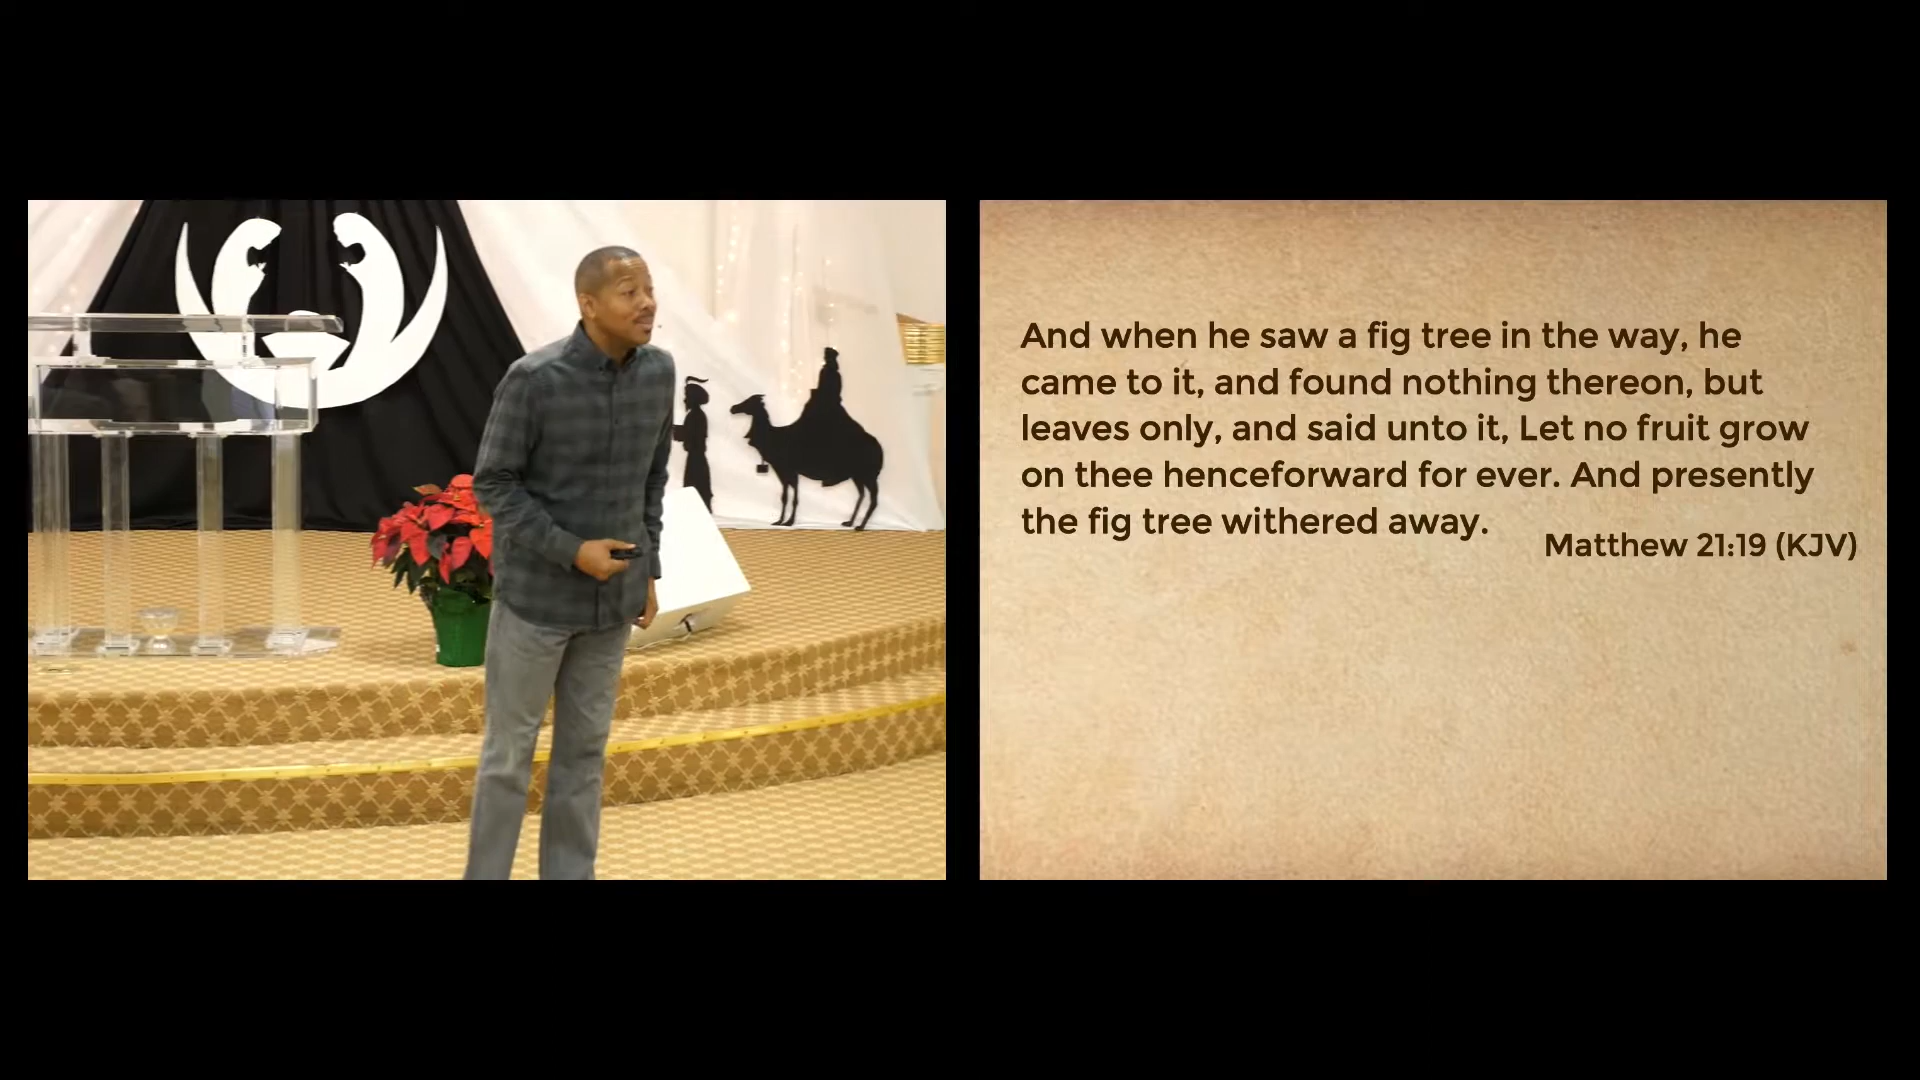 And when he saw a fig tree in the way, he
came to it, and found nothing thereon, but
leaves only, and said unto it, Let no fruit grow
on thee henceforward for ever. And presently
the fig tree withered away.
Matthew 21:19 (KJV)